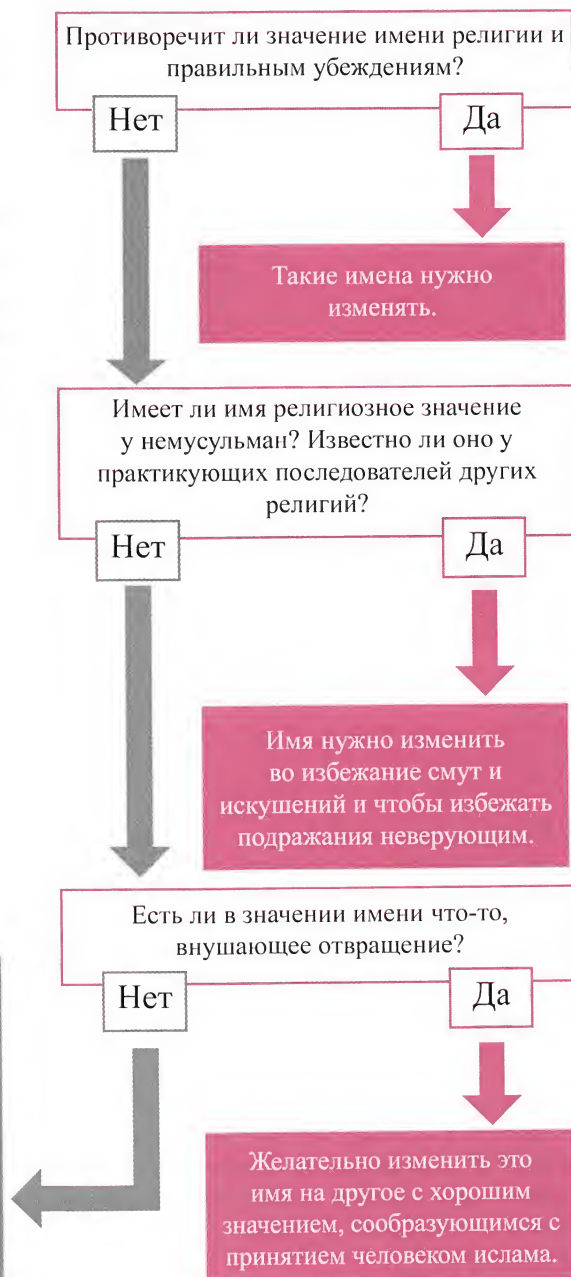 Противоречит ли значение имени религии и
правильным убеждениям?
Нет
Да
Такие имена нужно
изменять.
Имеет ли имя религиозное значение
у немусульман? Известно ли оно у
практикующих последователей других
религий?
Нет
Да
Имя нужно изменить
во избежание смут и
искушений и чтобы избежать
подражания неверующим.
Есть ли в значении имени что-то,
внушающее отвращение?
Нет
Да
Желательно изменить это
имя на другое с хорошим
значением, сообразующимся с
принятием человеком ислама.